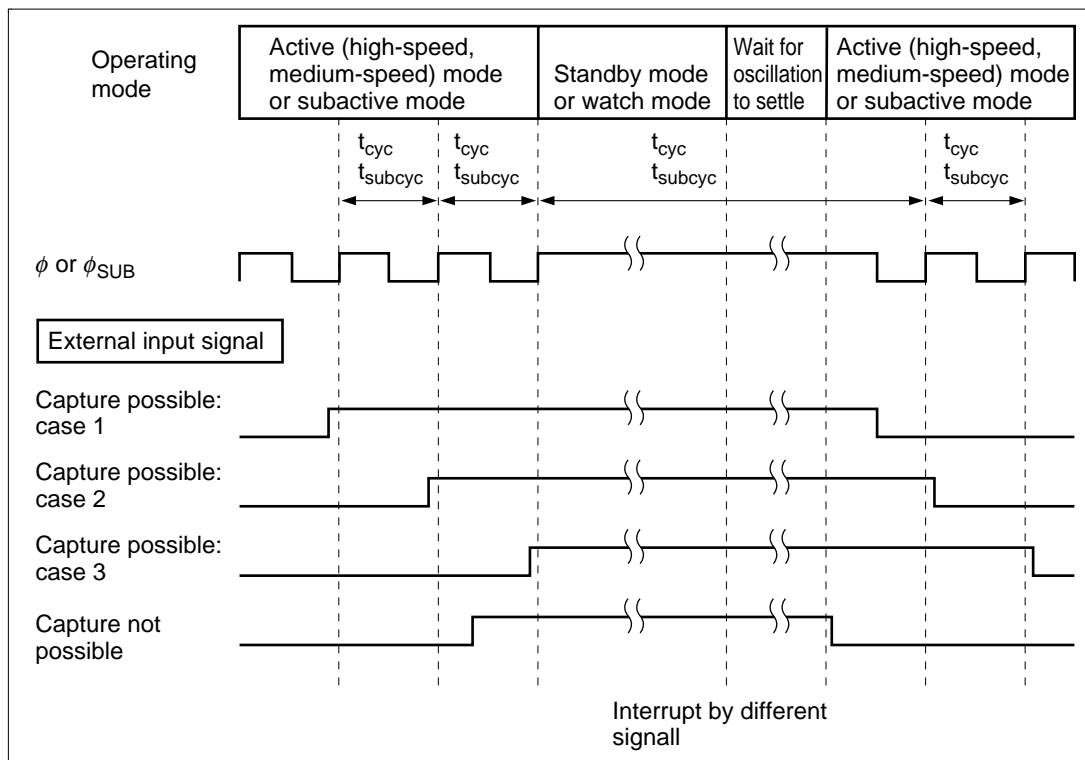 Operating
mode
Active (high-speed,
medium-speed) mode
or subactive mode
Standby mode
or watch mode
Wait for
oscillation
to settle
Active (high-speed,
medium-speed) mode
or subactive mode
tcyc
tsubcyc
tcyc
tsubcyc
tcyc
tsubcyc
tcyc
tsubcyc
ϕ or ϕSUB
External input signal
Capture possible:
case 1
Capture possible:
case 2
Capture possible:
case 3
Capture not
possible
Interrupt by different
signall